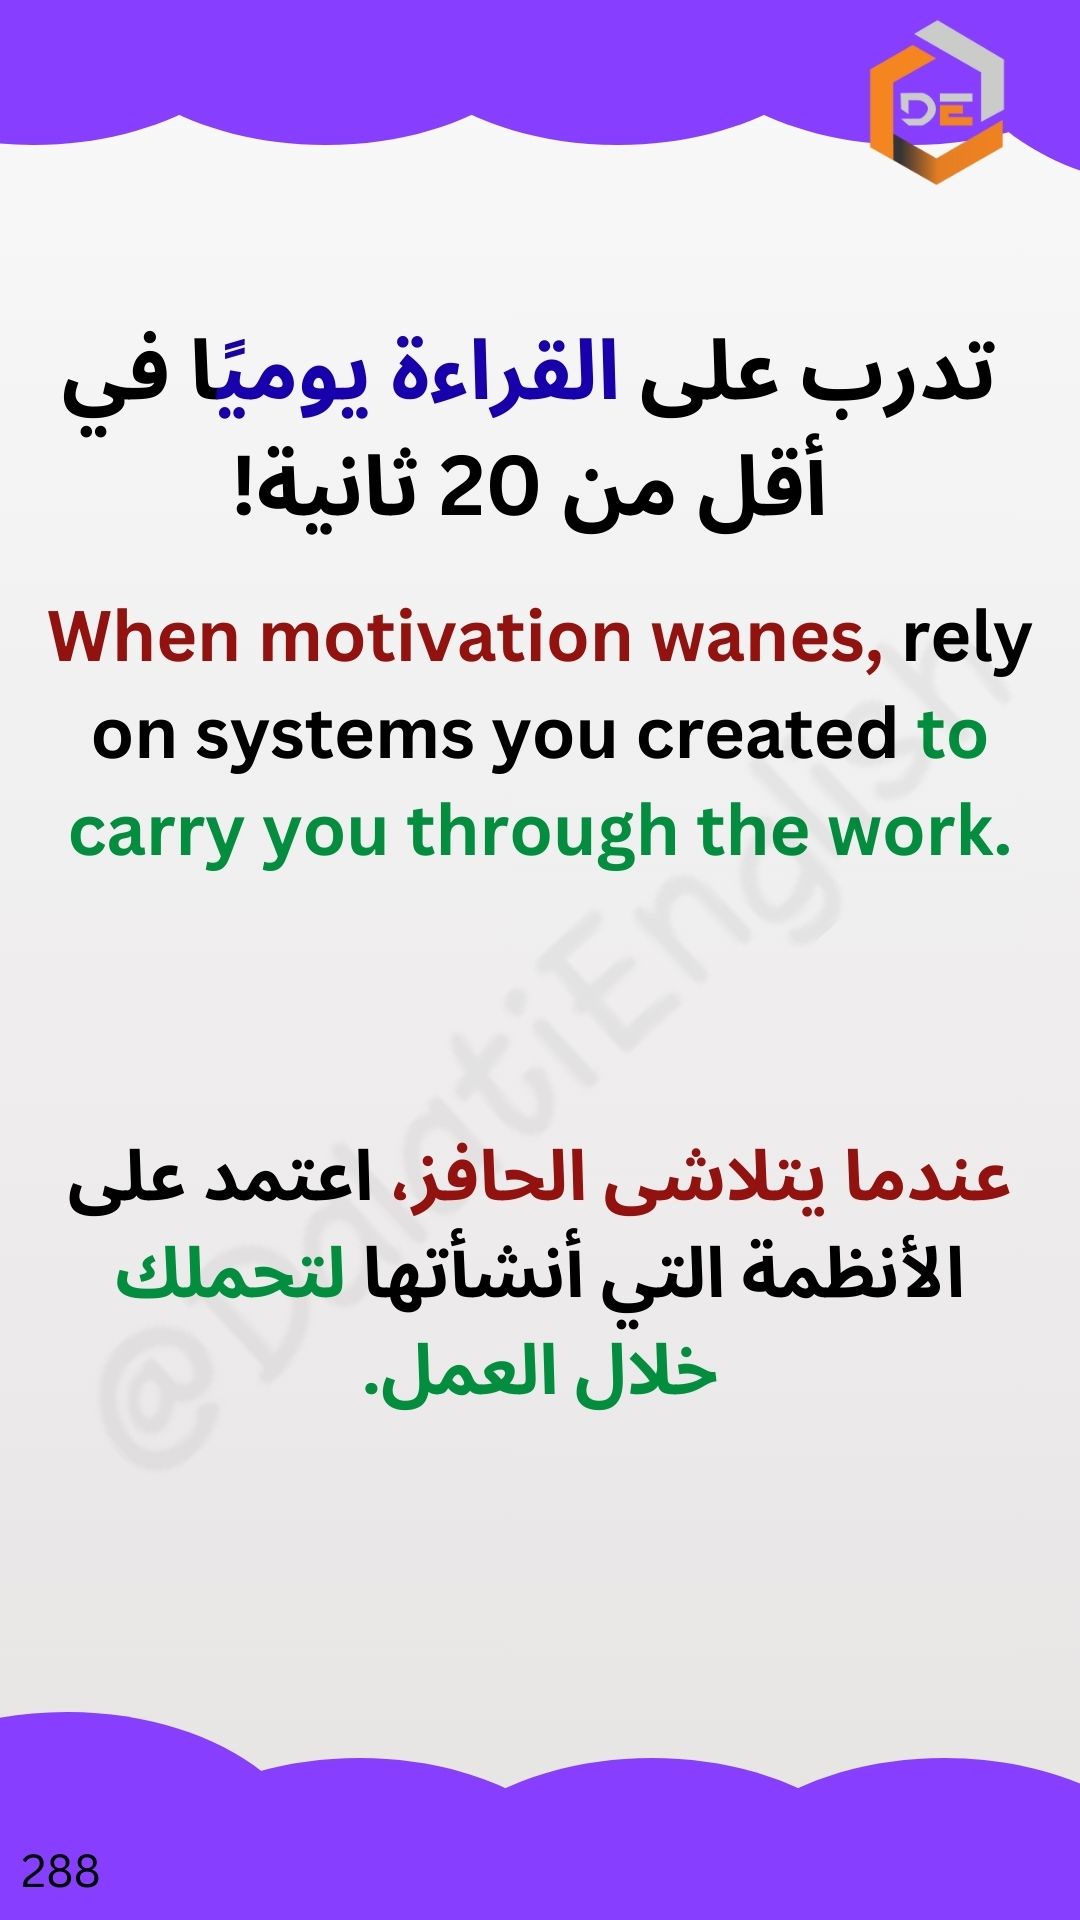 DE
تدرب على القراءة يوميًا في
أقل من 20 ثانية!
When motivation wanes, rely
on systems you created to
carry you through the work.
@DalatiEnglish
عندما يتلاشى الحافز، اعتمد على
الأنظمة التي أنشأتها لتحملك
خلال العمل.
288